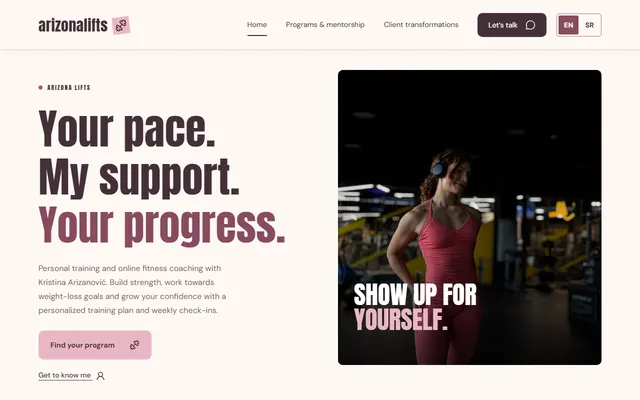 arizonalifts
Home
Programs & mentorship
Client transformations
Let's talk
EN
SR
ARIZONA LIFTS
Your pace.
My support.
Your progress.
Personal training and online fitness coaching with
Kristina Arizanović. Build strength, work towards
weight-loss goals and grow your confidence with a
personalized training plan and weekly check-ins.
Find your program
Get to know me
SHOW UP FOR
YOURSELF.